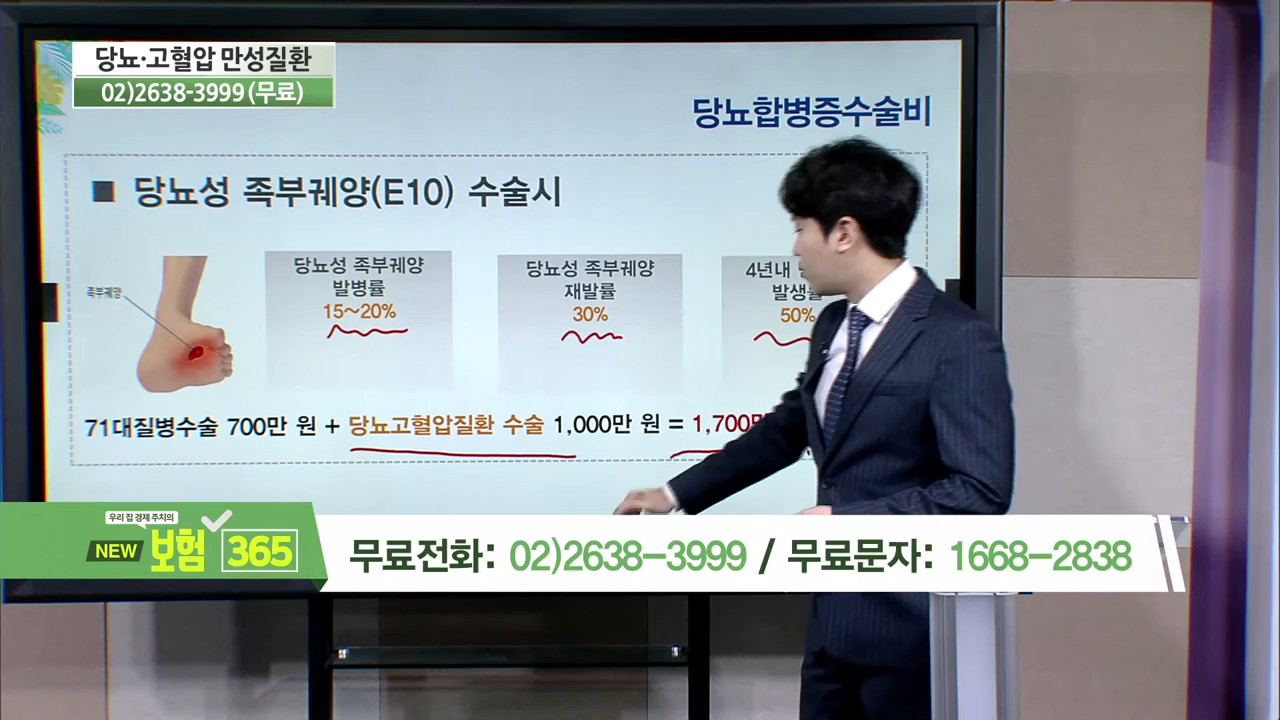 당뇨·고혈압 만성질환
02)2638-3999 (무료)
당뇨합병증수술비
■ 당뇨성 족부궤양(E10) 수술시
족부궤양
당뇨성 족부궤양
발병률
15~20%
당뇨성 족부궤양
재발률
30%
4년내
발생률
50%
71대질병수술 700만 원 + 당뇨고혈압질환 수술 1,000만 원 = 1,700만
우리 집 경제 주치의
NEW 보험 365
무료전화: 02)2638-3999 / 무료문자: 1668-2838